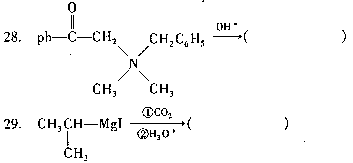 O
28. ph—C—CH₂ CH₂C₆H₅ OH⁻ ( )
N
CH₃ CH₃
29. CH₃CH—MgI ①CO₂ ( )
②H₃O⁺
CH₃